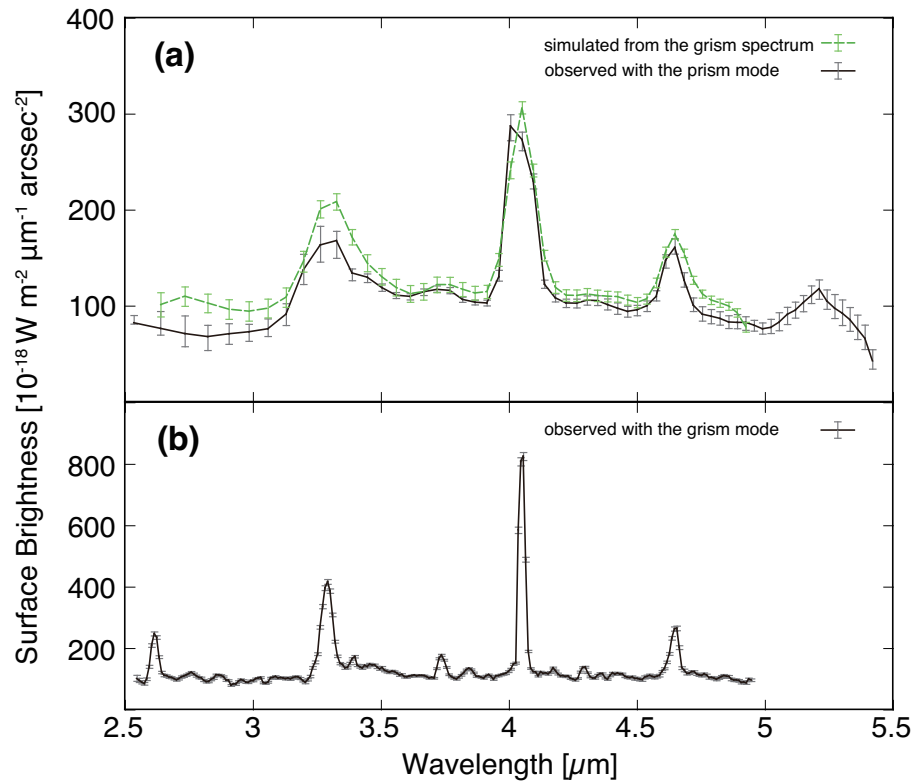 400
(a)
simulated from the grism spectrum
observed with the prism mode
300
200
100
(b)
observed with the grism mode
800
600
400
200
2.5 3 3.5 4 4.5 5 5.5
Wavelength [μm]
Surface Brightness [10⁻¹⁸ W m⁻² μm⁻¹ arcsec⁻²]